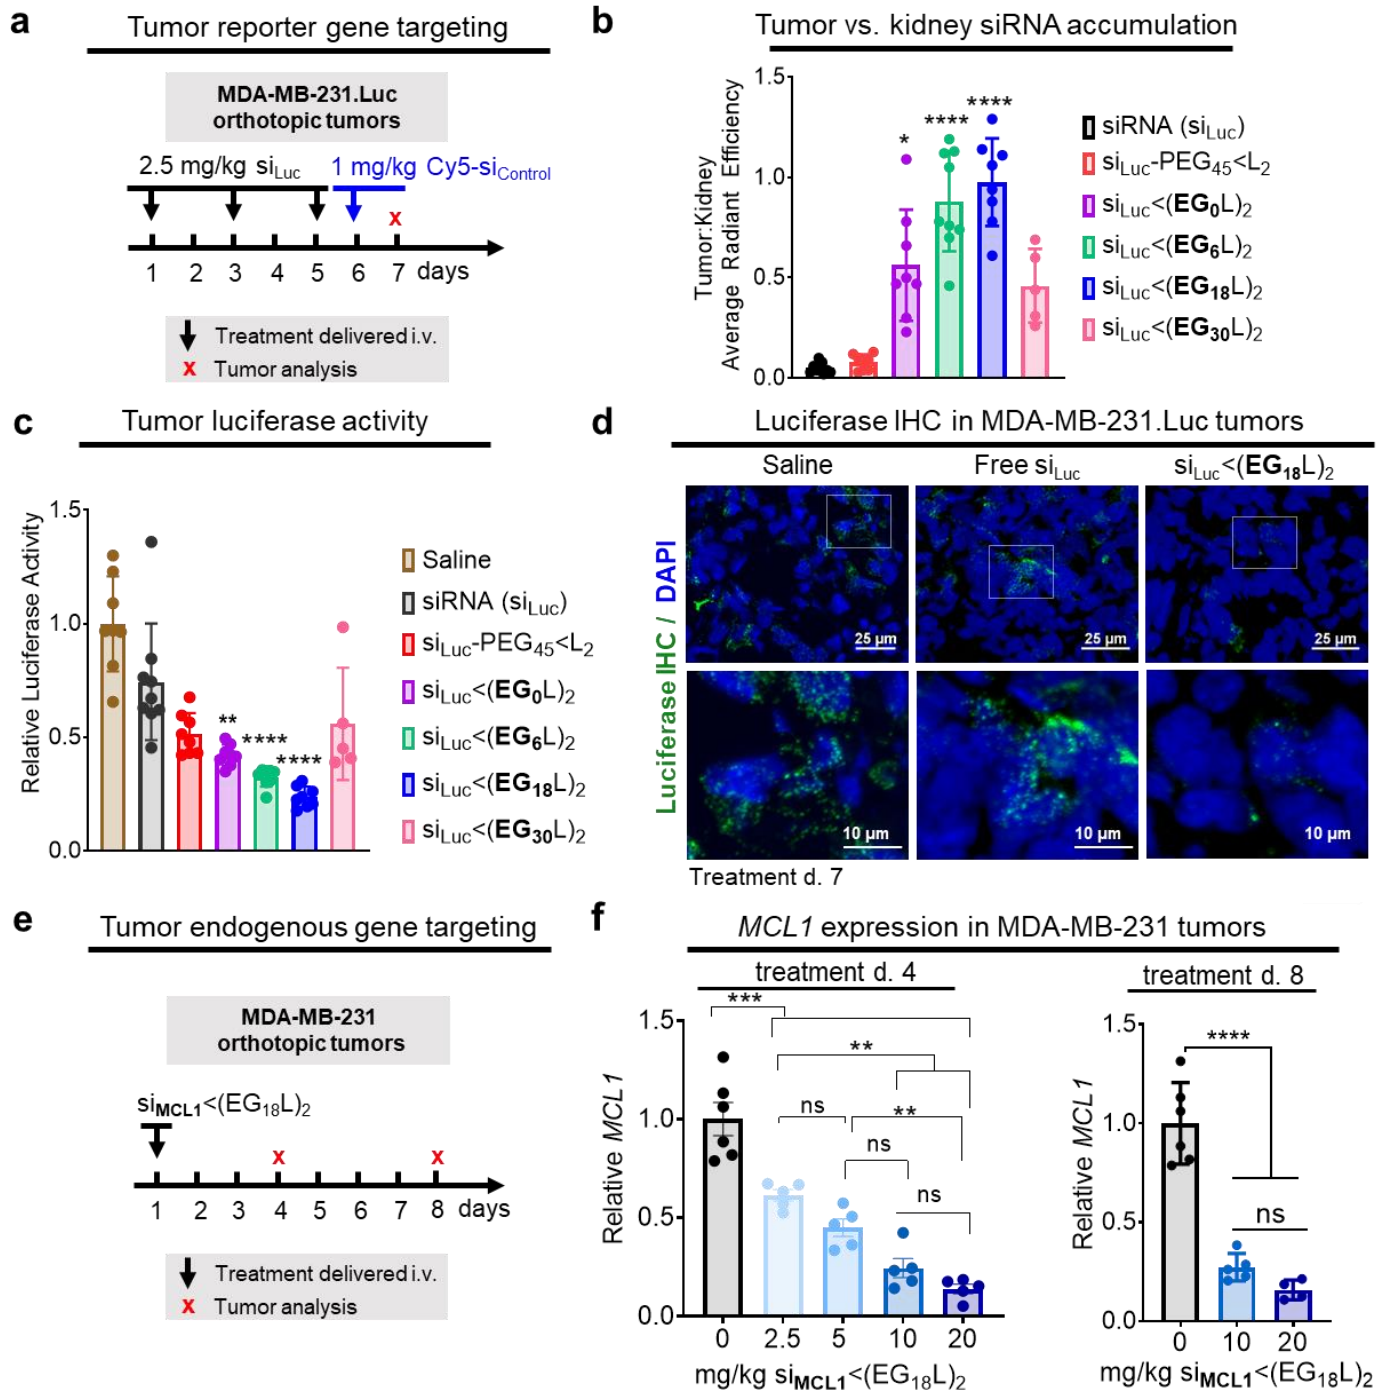 a
Tumor reporter gene targeting
MDA-MB-231.Luc
orthotopic tumors
2.5 mg/kg siLuc
1 mg/kg Cy5-siControl
x
1 2 3 4 5 6 7 days
Treatment delivered i.v.
x Tumor analysis
b
Tumor vs. kidney siRNA accumulation
Tumor:Kidney
Average Radiant Efficiency
1.5
1.0
0.5
0.0
*
****
****
siRNA (siLuc)
siLuc-PEG45<L2
siLuc<(EG0L)2
siLuc<(EG6L)2
siLuc<(EG18L)2
siLuc<(EG30L)2
c
Tumor luciferase activity
Relative Luciferase Activity
1.5
1.0
0.5
0.0
**
****
****
Saline
siRNA (siLuc)
siLuc-PEG45<L2
siLuc<(EG0L)2
siLuc<(EG6L)2
siLuc<(EG18L)2
siLuc<(EG30L)2
d
Luciferase IHC in MDA-MB-231.Luc tumors
Saline
Free siLuc
siLuc<(EG18L)2
Luciferase IHC / DAPI
25 µm
25 µm
25 µm
10 µm
10 µm
10 µm
Treatment d. 7
e
Tumor endogenous gene targeting
MDA-MB-231
orthotopic tumors
siMCL1<(EG18L)2
x
x
1 2 3 4 5 6 7 8 days
Treatment delivered i.v.
x Tumor analysis
f
MCL1 expression in MDA-MB-231 tumors
treatment d. 4
Relative MCL1
1.5
1.0
0.5
0.0
***
**
ns
**
ns
ns
0 2.5 5 10 20
mg/kg siMCL1<(EG18L)2
treatment d. 8
Relative MCL1
1.5
1.0
0.5
0.0
****
ns
0 10 20
mg/kg siMCL1<(EG18L)2